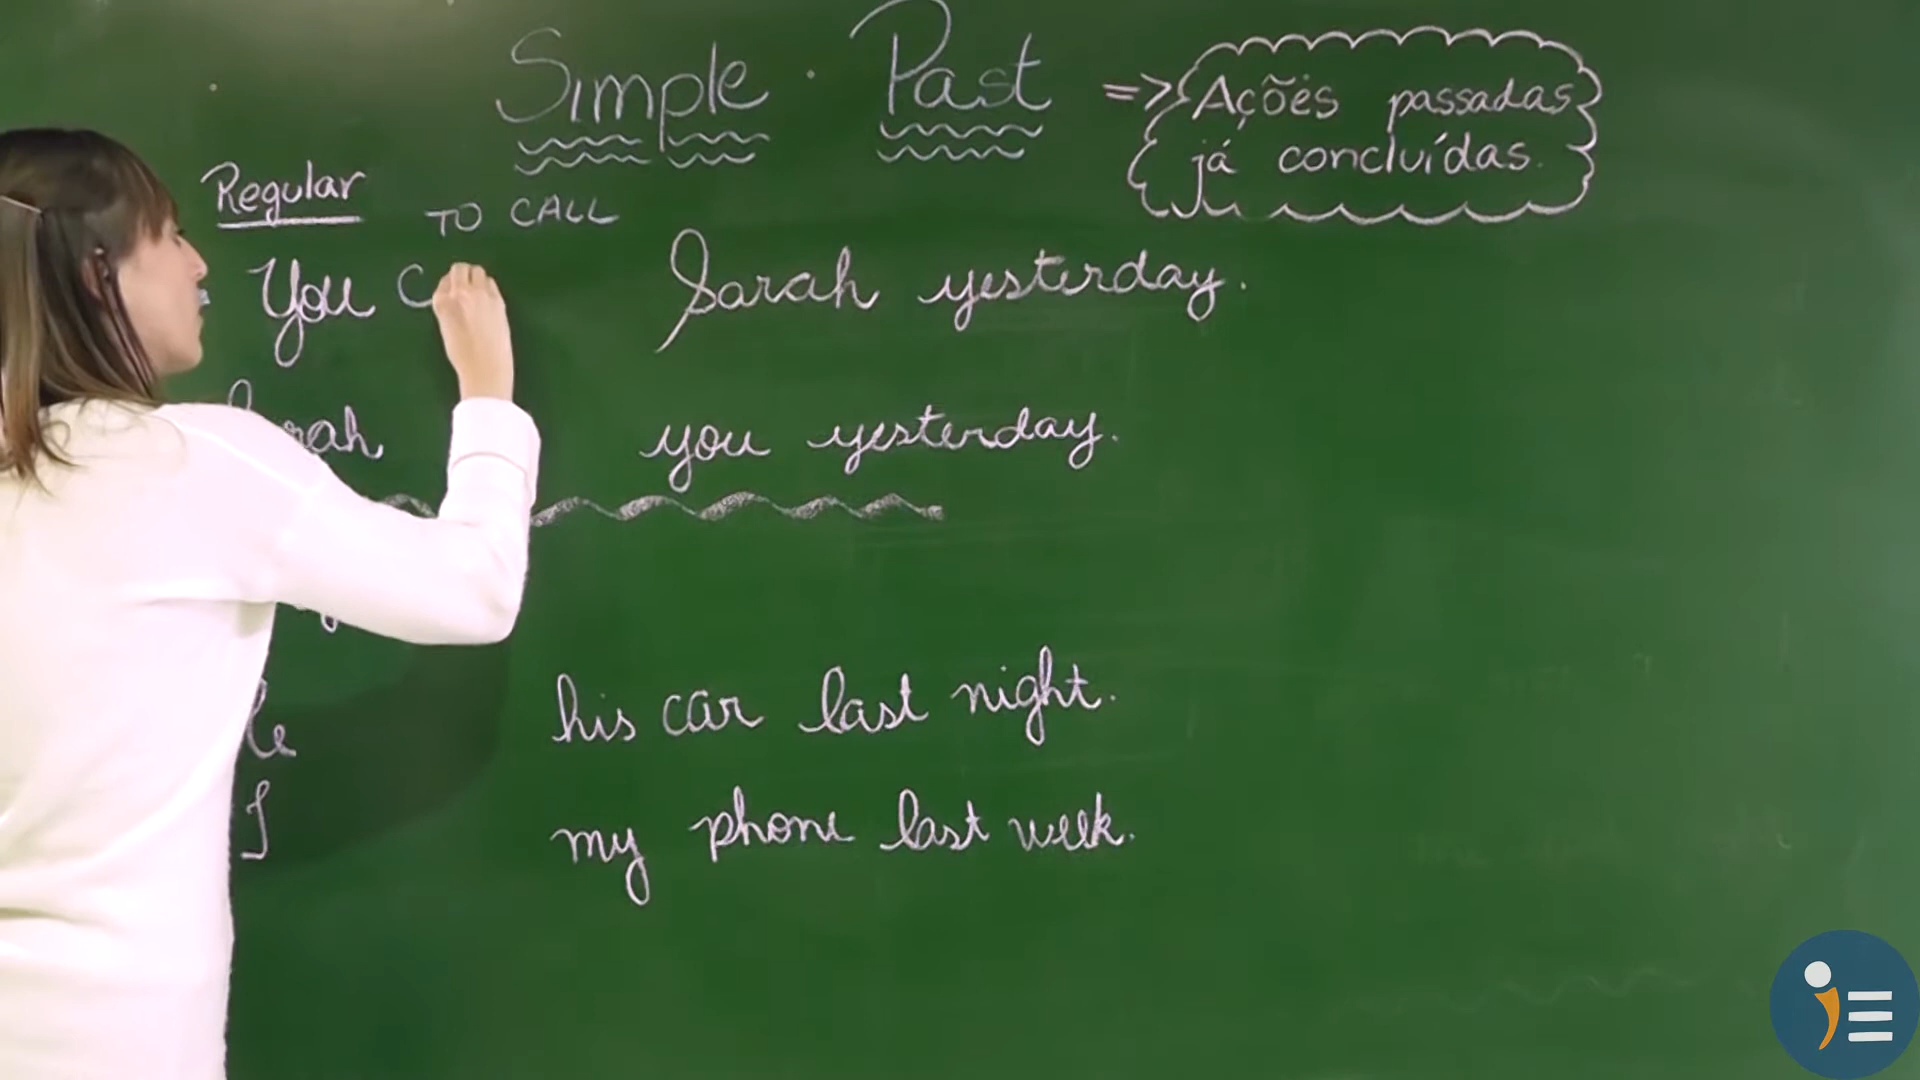 Simple Past => Ações passadas
já concluídas.
Regular
TO CALL
You C Sarah yesterday.
you yesterday.
his car last night.
I my phone last week.